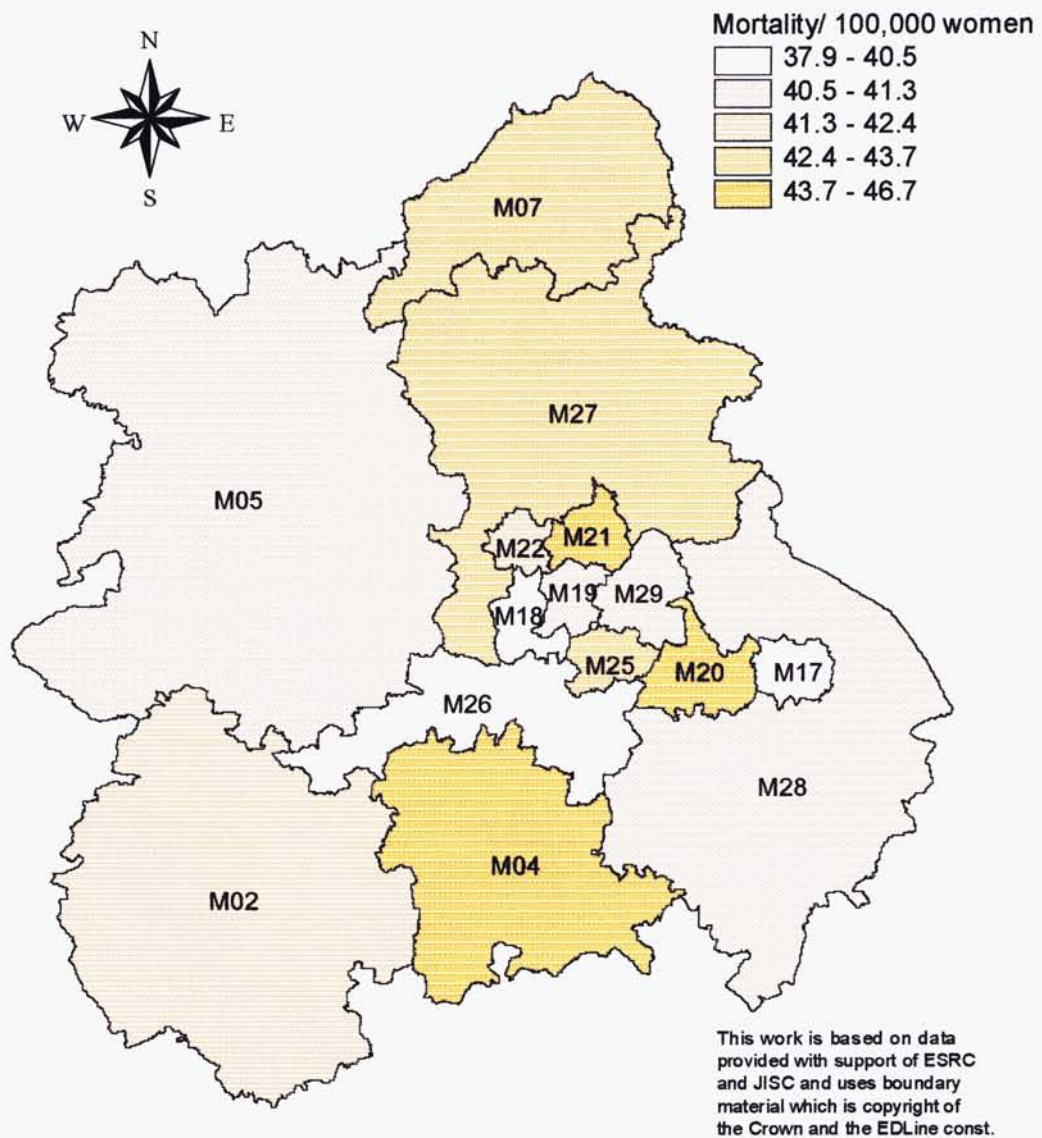 Mortality/ 100,000 women
37.9 - 40.5
40.5 - 41.3
41.3 - 42.4
42.4 - 43.7
43.7 - 46.7
N
W E
S
M07
M27
M05
M22 M21
M19 M29
M18
M25 M20 M17
M26
M28
M04
M02
This work is based on data
provided with support of ESRC
and JISC and uses boundary
material which is copyright of
the Crown and the EDLine const.